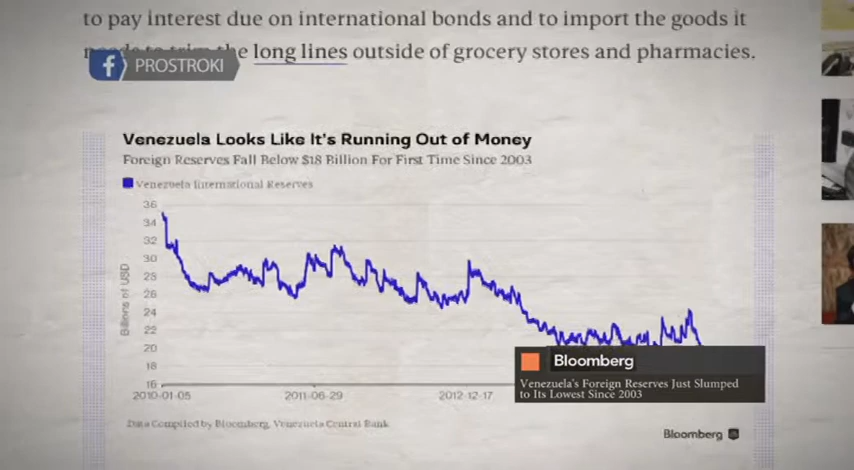 to pay interest due on international bonds and to import the goods it
the long lines outside of grocery stores and pharmacies.
f PROSTROKI
Venezuela Looks Like It's Running Out of Money
Foreign Reserves Fall Below $18 Billion For First Time Since 2003
Venezuela International Reserves
36
34
32
30
28
26
24
22
20
18
16
Billions of USD
2010-01-05
2011-06-29
2012-12-17
Bloomberg
Venezuela's Foreign Reserves Just Slumped
to Its Lowest Since 2003
Data Compiled by Bloomberg, Venezuela Central Bank
Bloomberg